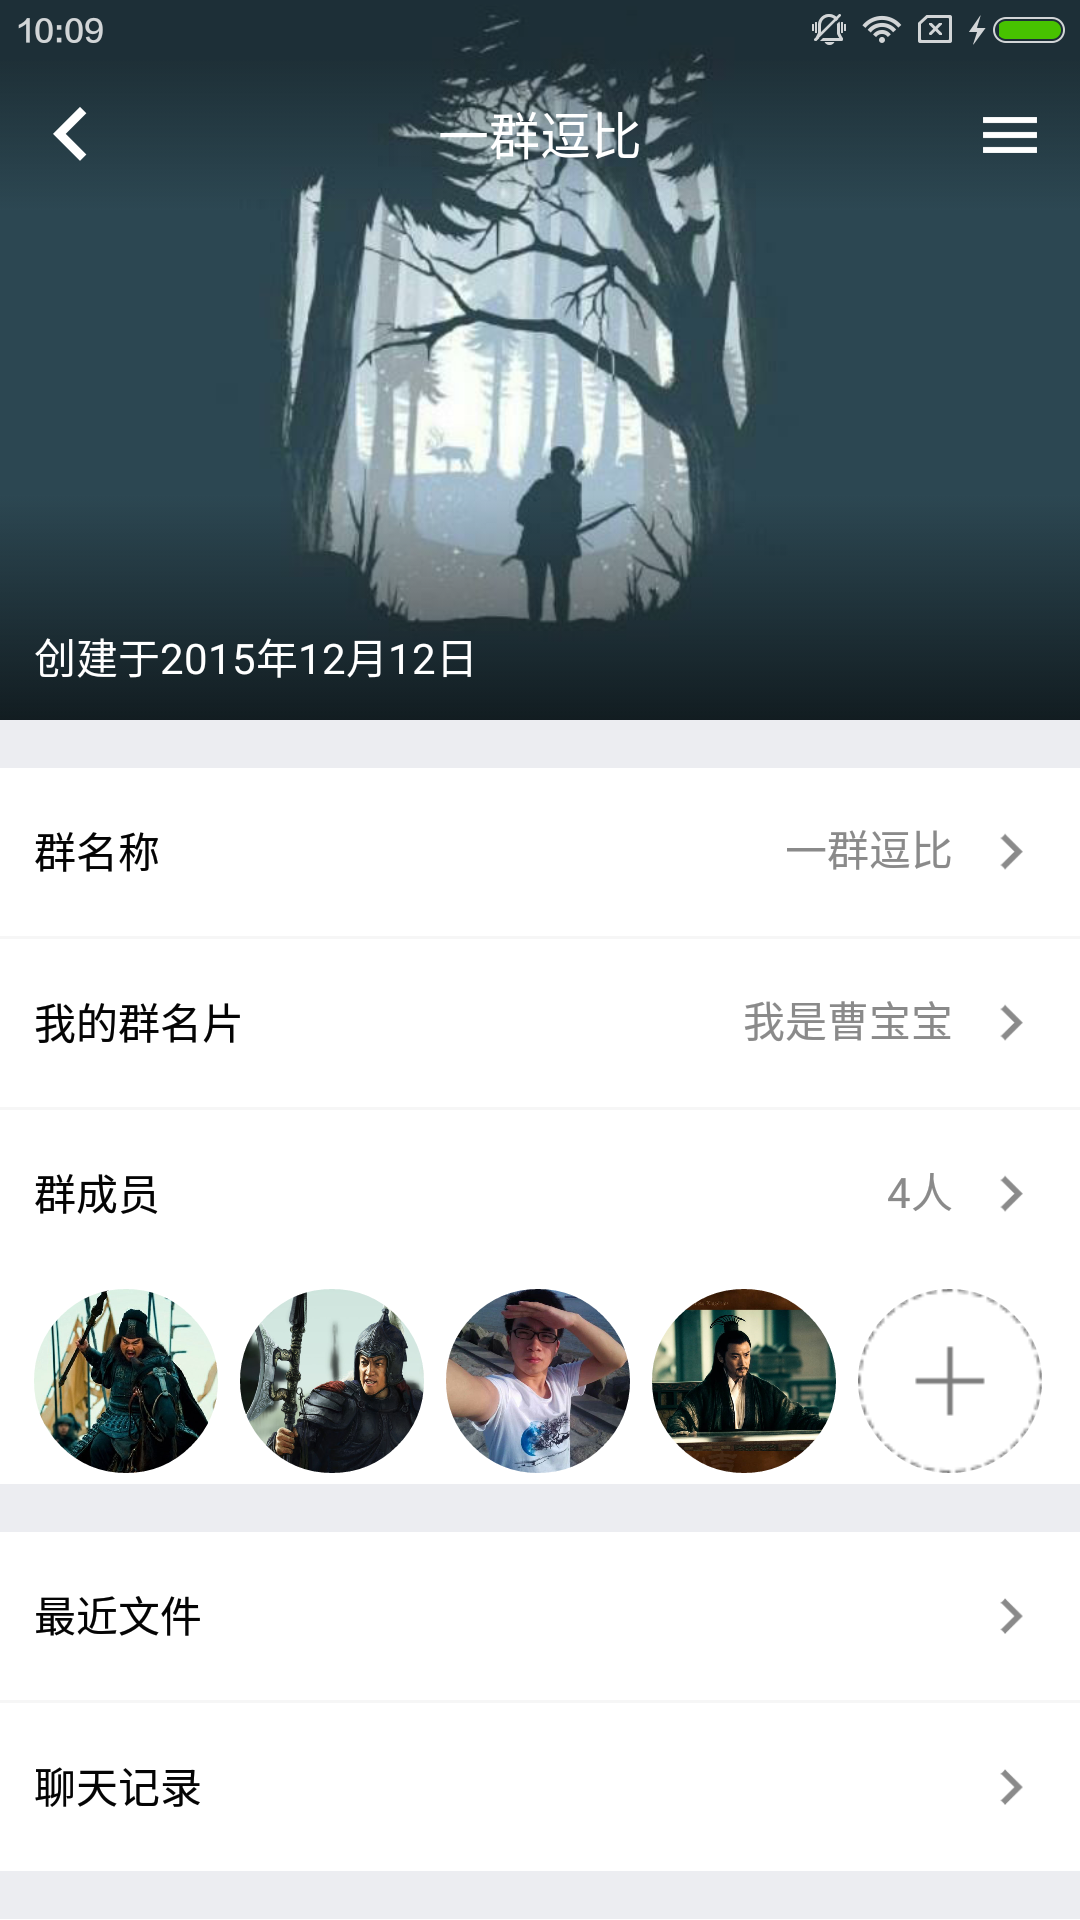 10:09
一群逗比
创建于2015年12月12日
群名称 一群逗比
我的群名片 我是曹宝宝
群成员 4人
最近文件
聊天记录